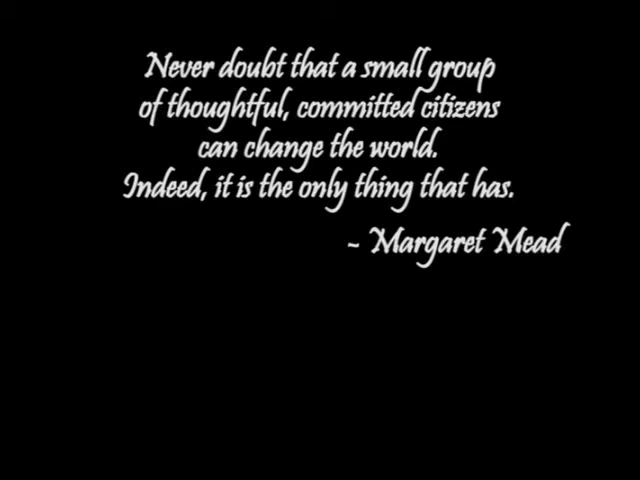 Never doubt that a small group
of thoughtful, committed citizens
can change the world.
Indeed, it is the only thing that has.
- Margaret Mead